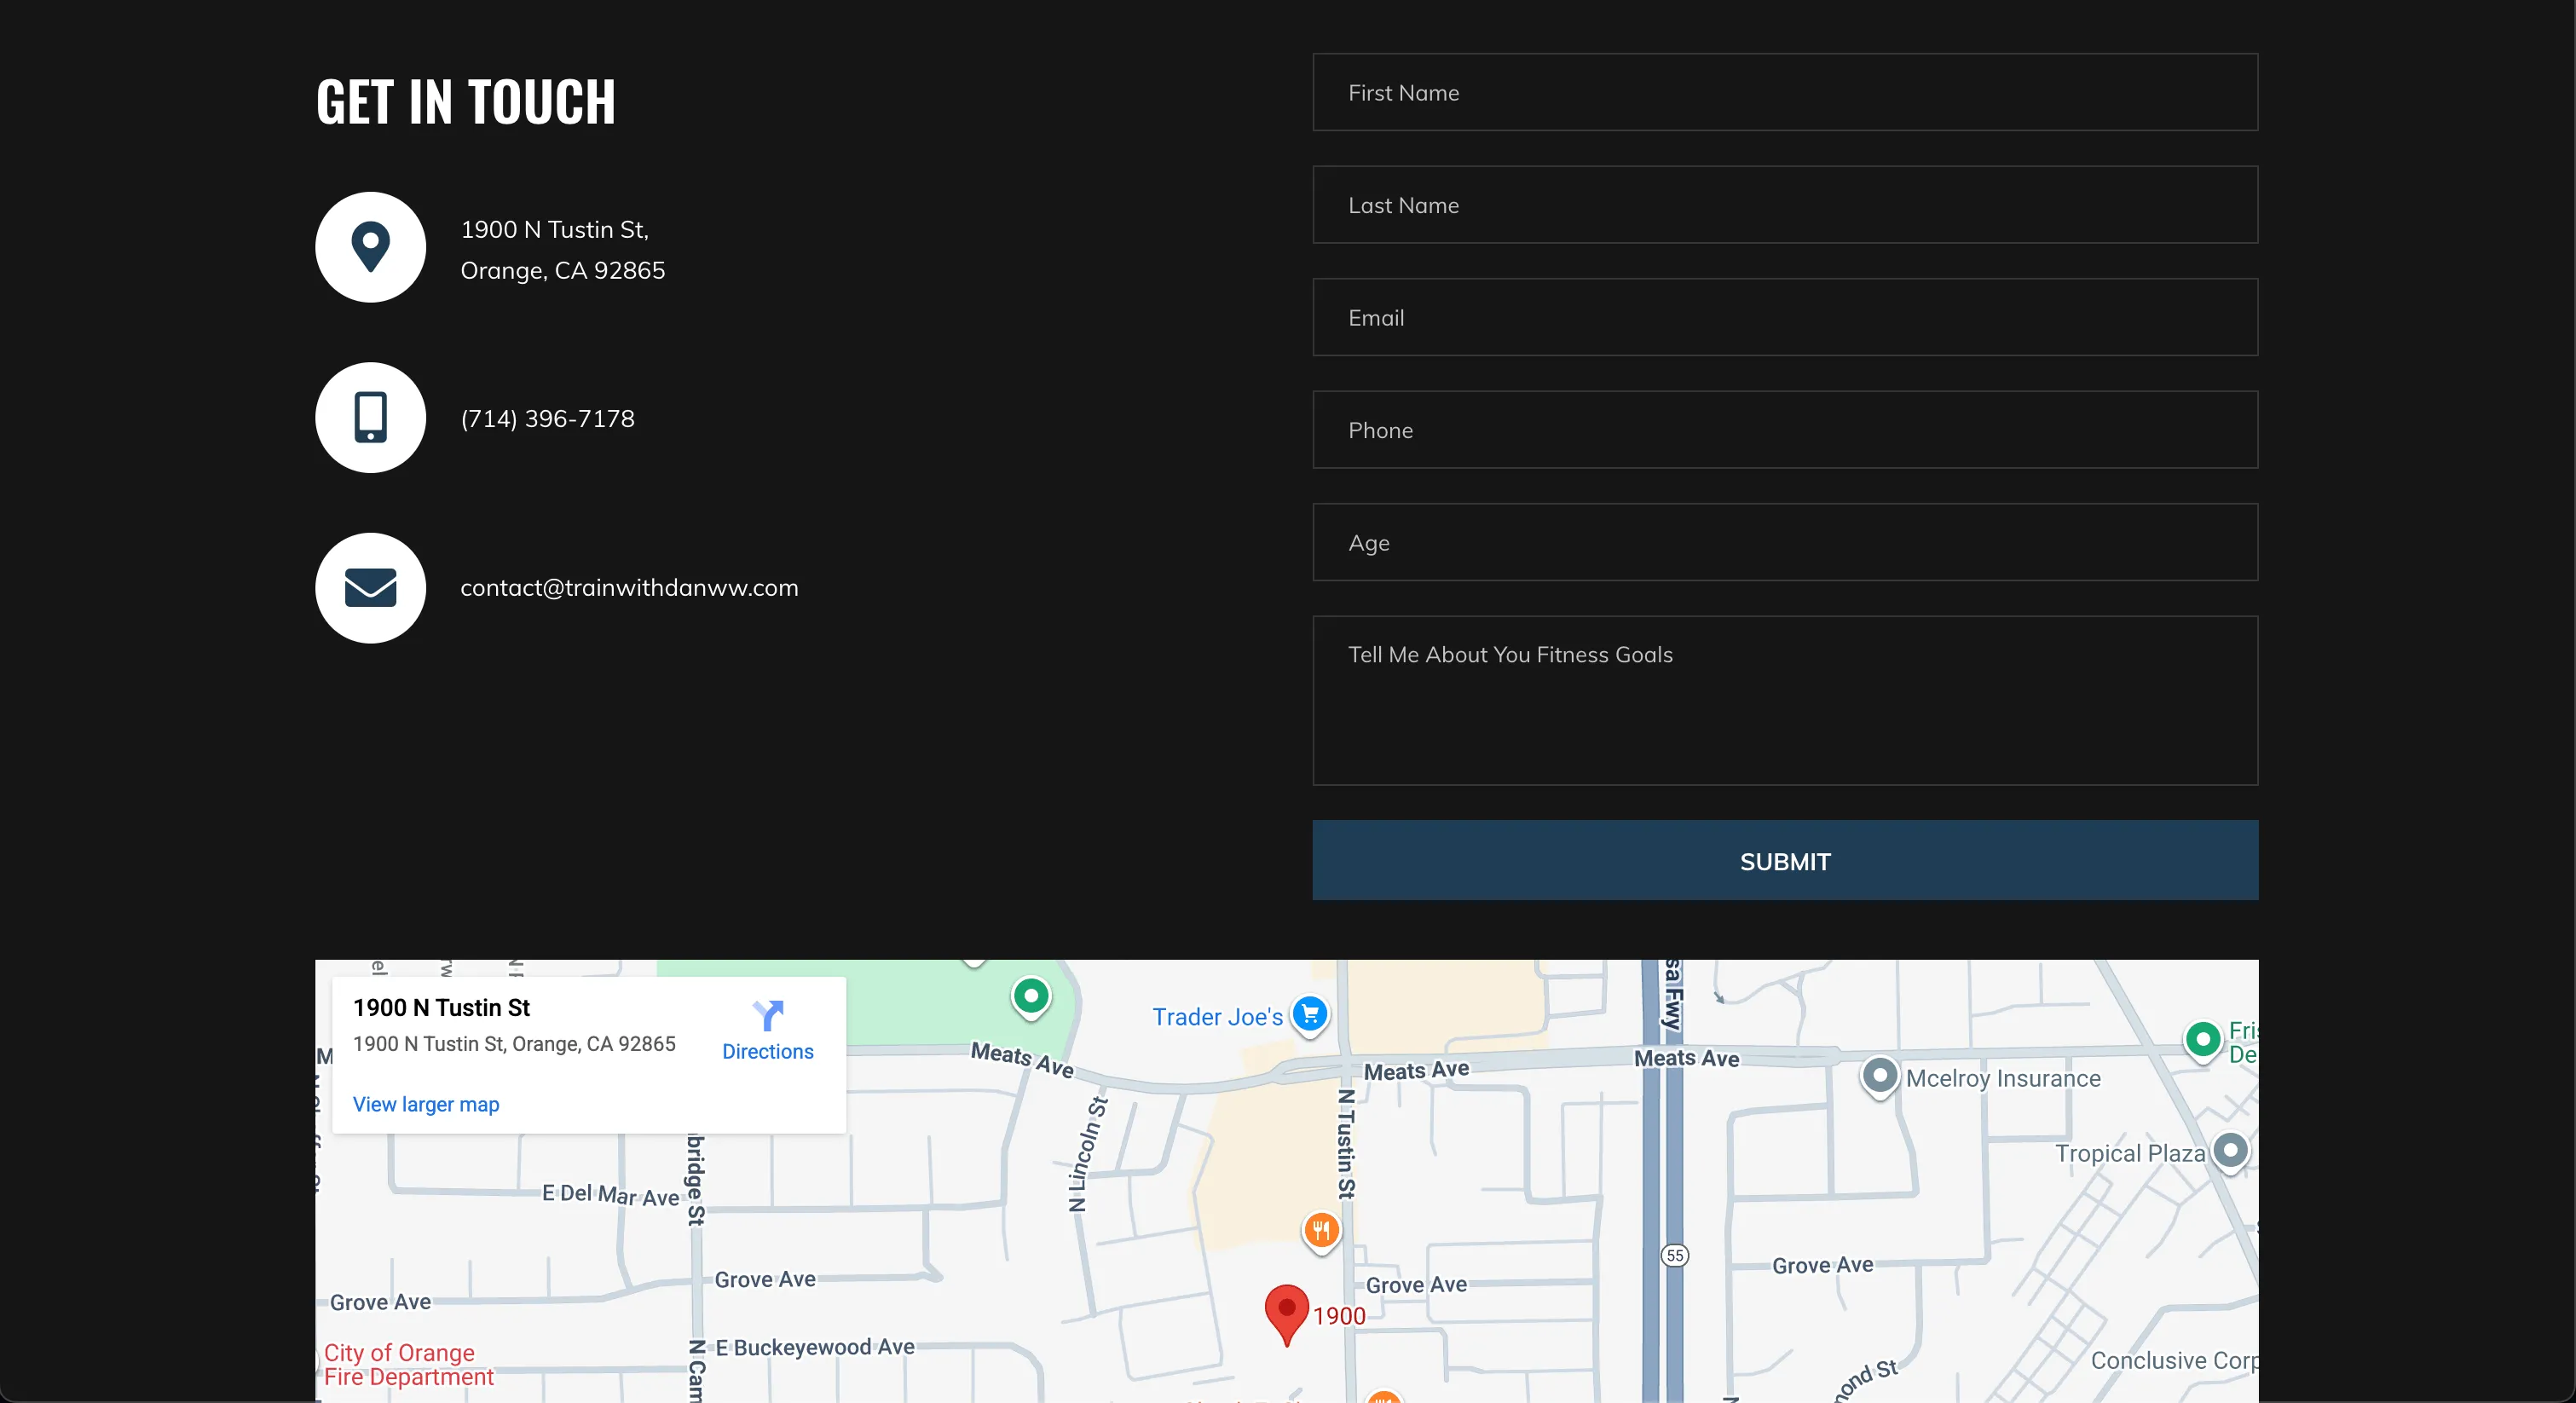 GET IN TOUCH
1900 N Tustin St,
Orange, CA 92865
(714) 396-7178
contact@trainwithdanww.com
First Name
Last Name
Email
Phone
Age
Tell Me About You Fitness Goals
SUBMIT
1900 N Tustin St
1900 N Tustin St, Orange, CA 92865
Directions
View larger map
Trader Joe's
Meats Ave
Meats Ave
Meats Ave
sa Fwy
Mcelroy Insurance
Tropical Plaza
N Lincoln St
N Tustin St
bridge St
E Del Mar Ave
Grove Ave
Grove Ave
Grove Ave
Grove Ave
55
1900
E Buckeyewood Ave
N Cam
City of Orange
Fire Department
Conclusive Corp
mond St